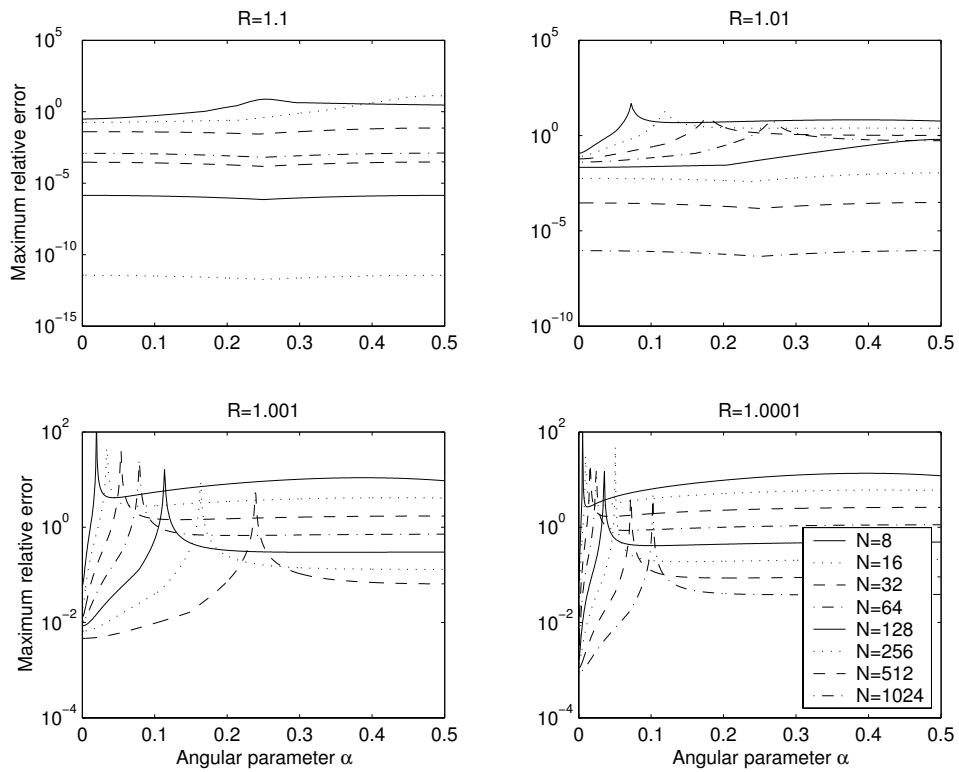 R=1.1
R=1.01
Maximum relative error
10^5
10^0
10^-5
10^-10
10^-15
0 0.1 0.2 0.3 0.4 0.5
10^5
10^0
10^-5
10^-10
0 0.1 0.2 0.3 0.4 0.5
R=1.001
R=1.0001
Maximum relative error
10^2
10^0
10^-2
10^-4
0 0.1 0.2 0.3 0.4 0.5
Angular parameter α
10^2
10^0
10^-2
10^-4
N=8
N=16
N=32
N=64
N=128
N=256
N=512
N=1024
0 0.1 0.2 0.3 0.4 0.5
Angular parameter α